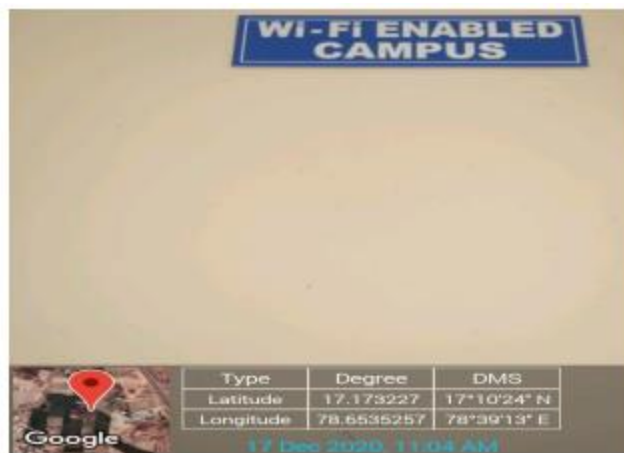 Wi-Fi ENABLED
CAMPUS
Type Degree DMS
Latitude 17.173227 17°10'24" N
Longitude 78.6535257 78°39'13" E
Google
17 Dec 2020 11:04 AM